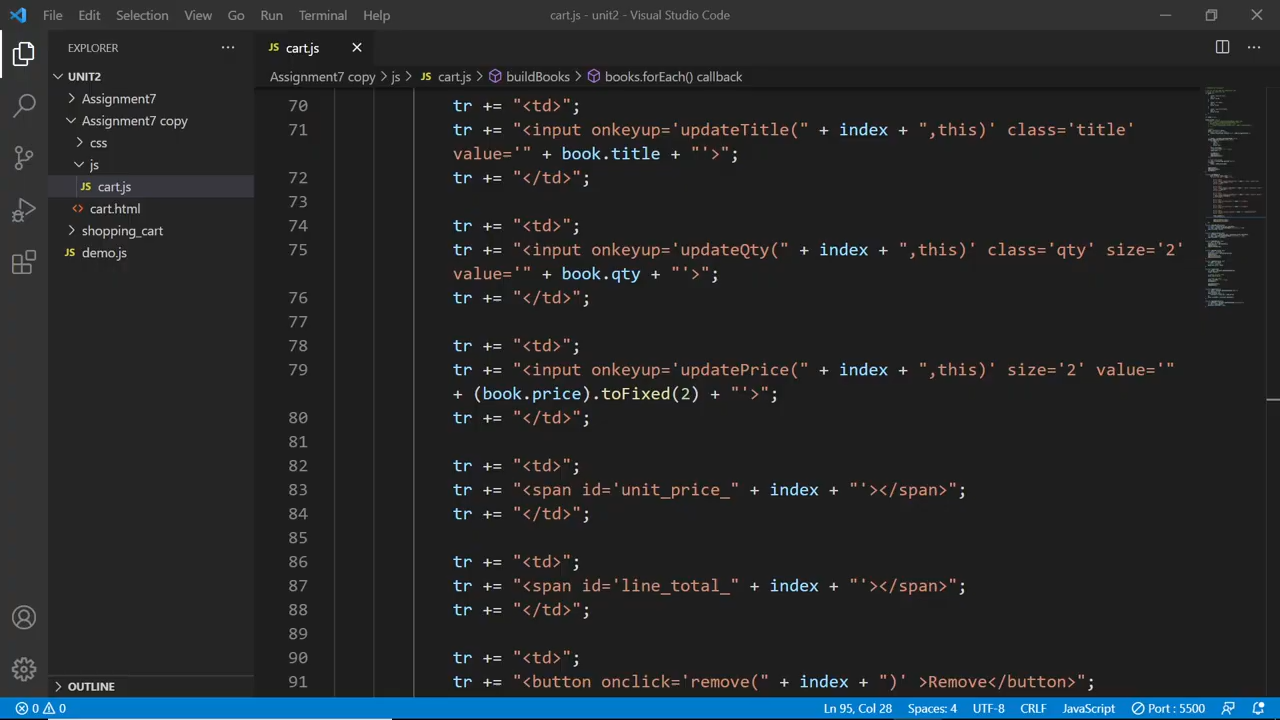 File Edit Selection View Go Run Terminal Help cart.js - unit2 - Visual Studio Code
EXPLORER
UNIT2
Assignment7
Assignment7 copy
css
js
JS cart.js
<> cart.html
shopping_cart
JS demo.js
OUTLINE
JS cart.js
Assignment7 copy > js > JS cart.js > buildBooks > books.forEach() callback
70 tr += "<td>";
71 tr += "<input onkeyup='updateTitle(" + index + ",this)' class='title'
value='" + book.title + "'>";
72 tr += "</td>";
73
74 tr += "<td>";
75 tr += "<input onkeyup='updateQty(" + index + ",this)' class='qty' size='2'
value='" + book.qty + "'>";
76 tr += "</td>";
77
78 tr += "<td>";
79 tr += "<input onkeyup='updatePrice(" + index + ",this)' size='2' value='"
+ (book.price).toFixed(2) + "'>";
80 tr += "</td>";
81
82 tr += "<td>";
83 tr += "<span id='unit_price_" + index + "'></span>";
84 tr += "</td>";
85
86 tr += "<td>";
87 tr += "<span id='line_total_" + index + "'></span>";
88 tr += "</td>";
89
90 tr += "<td>";
91 tr += "<button onclick='remove(" + index + ")' >Remove</button>";
0 0 Ln 95, Col 28 Spaces: 4 UTF-8 CRLF JavaScript Port : 5500